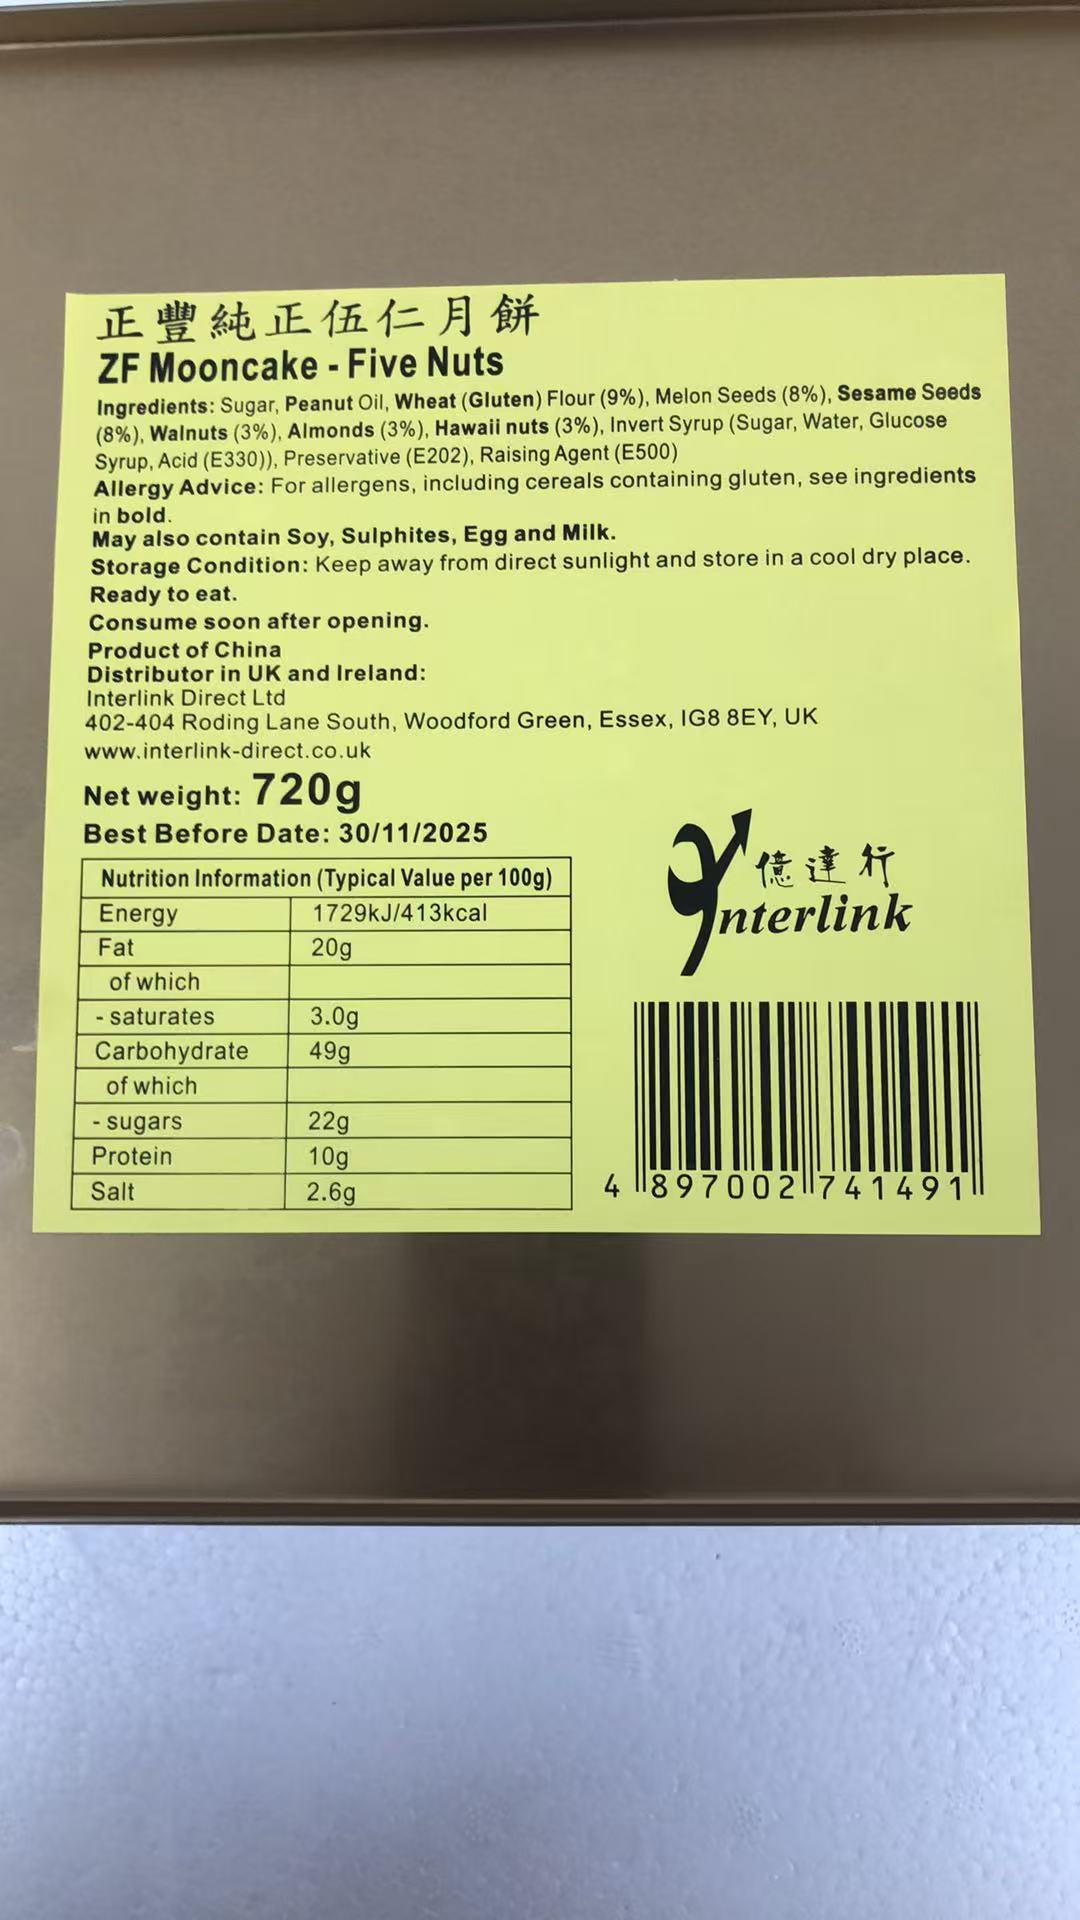 正豐純正伍仁月餅
ZF Mooncake - Five Nuts
Ingredients: Sugar, Peanut Oil, Wheat (Gluten) Flour (9%), Melon Seeds (8%), Sesame Seeds
(8%), Walnuts (3%), Almonds (3%), Hawaii nuts (3%), Invert Syrup (Sugar, Water, Glucose
Syrup, Acid (E330)), Preservative (E202), Raising Agent (E500)
Allergy Advice: For allergens, including cereals containing gluten, see ingredients
in bold.
May also contain Soy, Sulphites, Egg and Milk.
Storage Condition: Keep away from direct sunlight and store in a cool dry place.
Ready to eat.
Consume soon after opening.
Product of China
Distributor in UK and Ireland:
Interlink Direct Ltd
402-404 Roding Lane South, Woodford Green, Essex, IG8 8EY, UK
www.interlink-direct.co.uk
Net weight: 720g
Best Before Date: 30/11/2025
Nutrition Information (Typical Value per 100g)
Energy 1729kJ/413kcal
Fat 20g
of which
- saturates 3.0g
Carbohydrate 49g
of which
- sugars 22g
Protein 10g
Salt 2.6g
億達行
Interlink
4 897002 741491